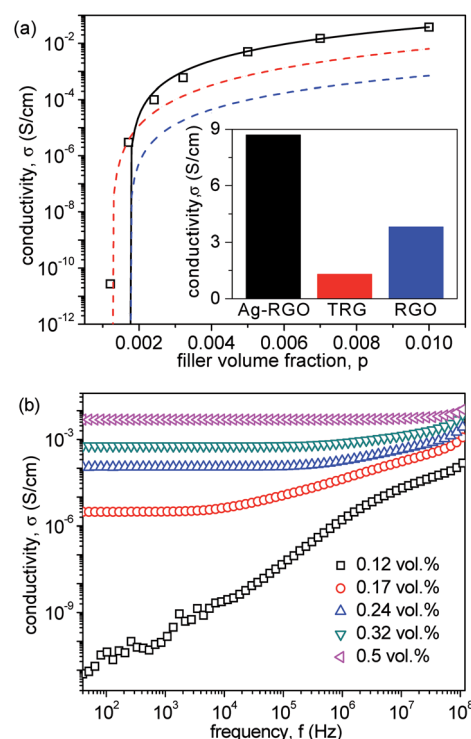 (a)
10^-2
10^-4
10^-6
10^-8
10^-10
10^-12
conductivity, σ (S/cm)
9
6
3
0
conductivity,σ (S/cm)
Ag-RGO TRG RGO
0.002 0.004 0.006 0.008 0.010
filler volume fraction, p
(b)
10^-3
10^-6
10^-9
conductivity, σ (S/cm)
0.12 vol.%
0.17 vol.%
0.24 vol.%
0.32 vol.%
0.5 vol.%
10^2 10^3 10^4 10^5 10^6 10^7 10^8
frequency, f (Hz)